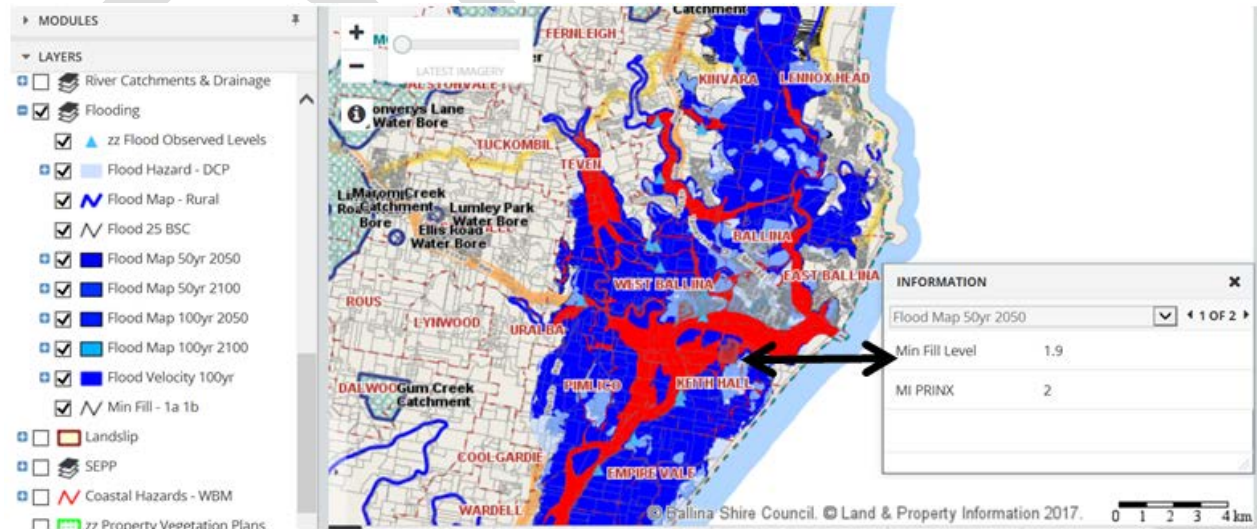 MODULES
LAYERS
River Catchments & Drainage
Flooding
zz Flood Observed Levels
Flood Hazard - DCP
Flood Map - Rural
Flood 25 BSC
Flood Map 50yr 2050
Flood Map 50yr 2100
Flood Map 100yr 2050
Flood Map 100yr 2100
Flood Velocity 100yr
Min Fill - 1a 1b
Landslip
SEPP
Coastal Hazards - WBM
zz Property Vegetation Plans
+
−
LATEST IMAGERY
Catchment
FERNLEIGH
KINVARA
LENNOX HEAD
Water Bore
TUCKOMBIL
TEVEN
Creek
Catchment
Bore
Lumley Park
Water Bore
Ellis Road
Water Bore
BALLINA
WEST BALLINA
EAST BALLINA
ROUS
LYNWOOD
URALBA
PIMLICO
KEITH HALL
Gum Creek
Catchment
COOLGARDIE
EMPIRE VALE
WARDELL
INFORMATION
Flood Map 50yr 2050
1 OF 2
Min Fill Level 1.9
MI PRINX 2
© Ballina Shire Council. © Land & Property Information 2017.
0 1 2 3 4 km